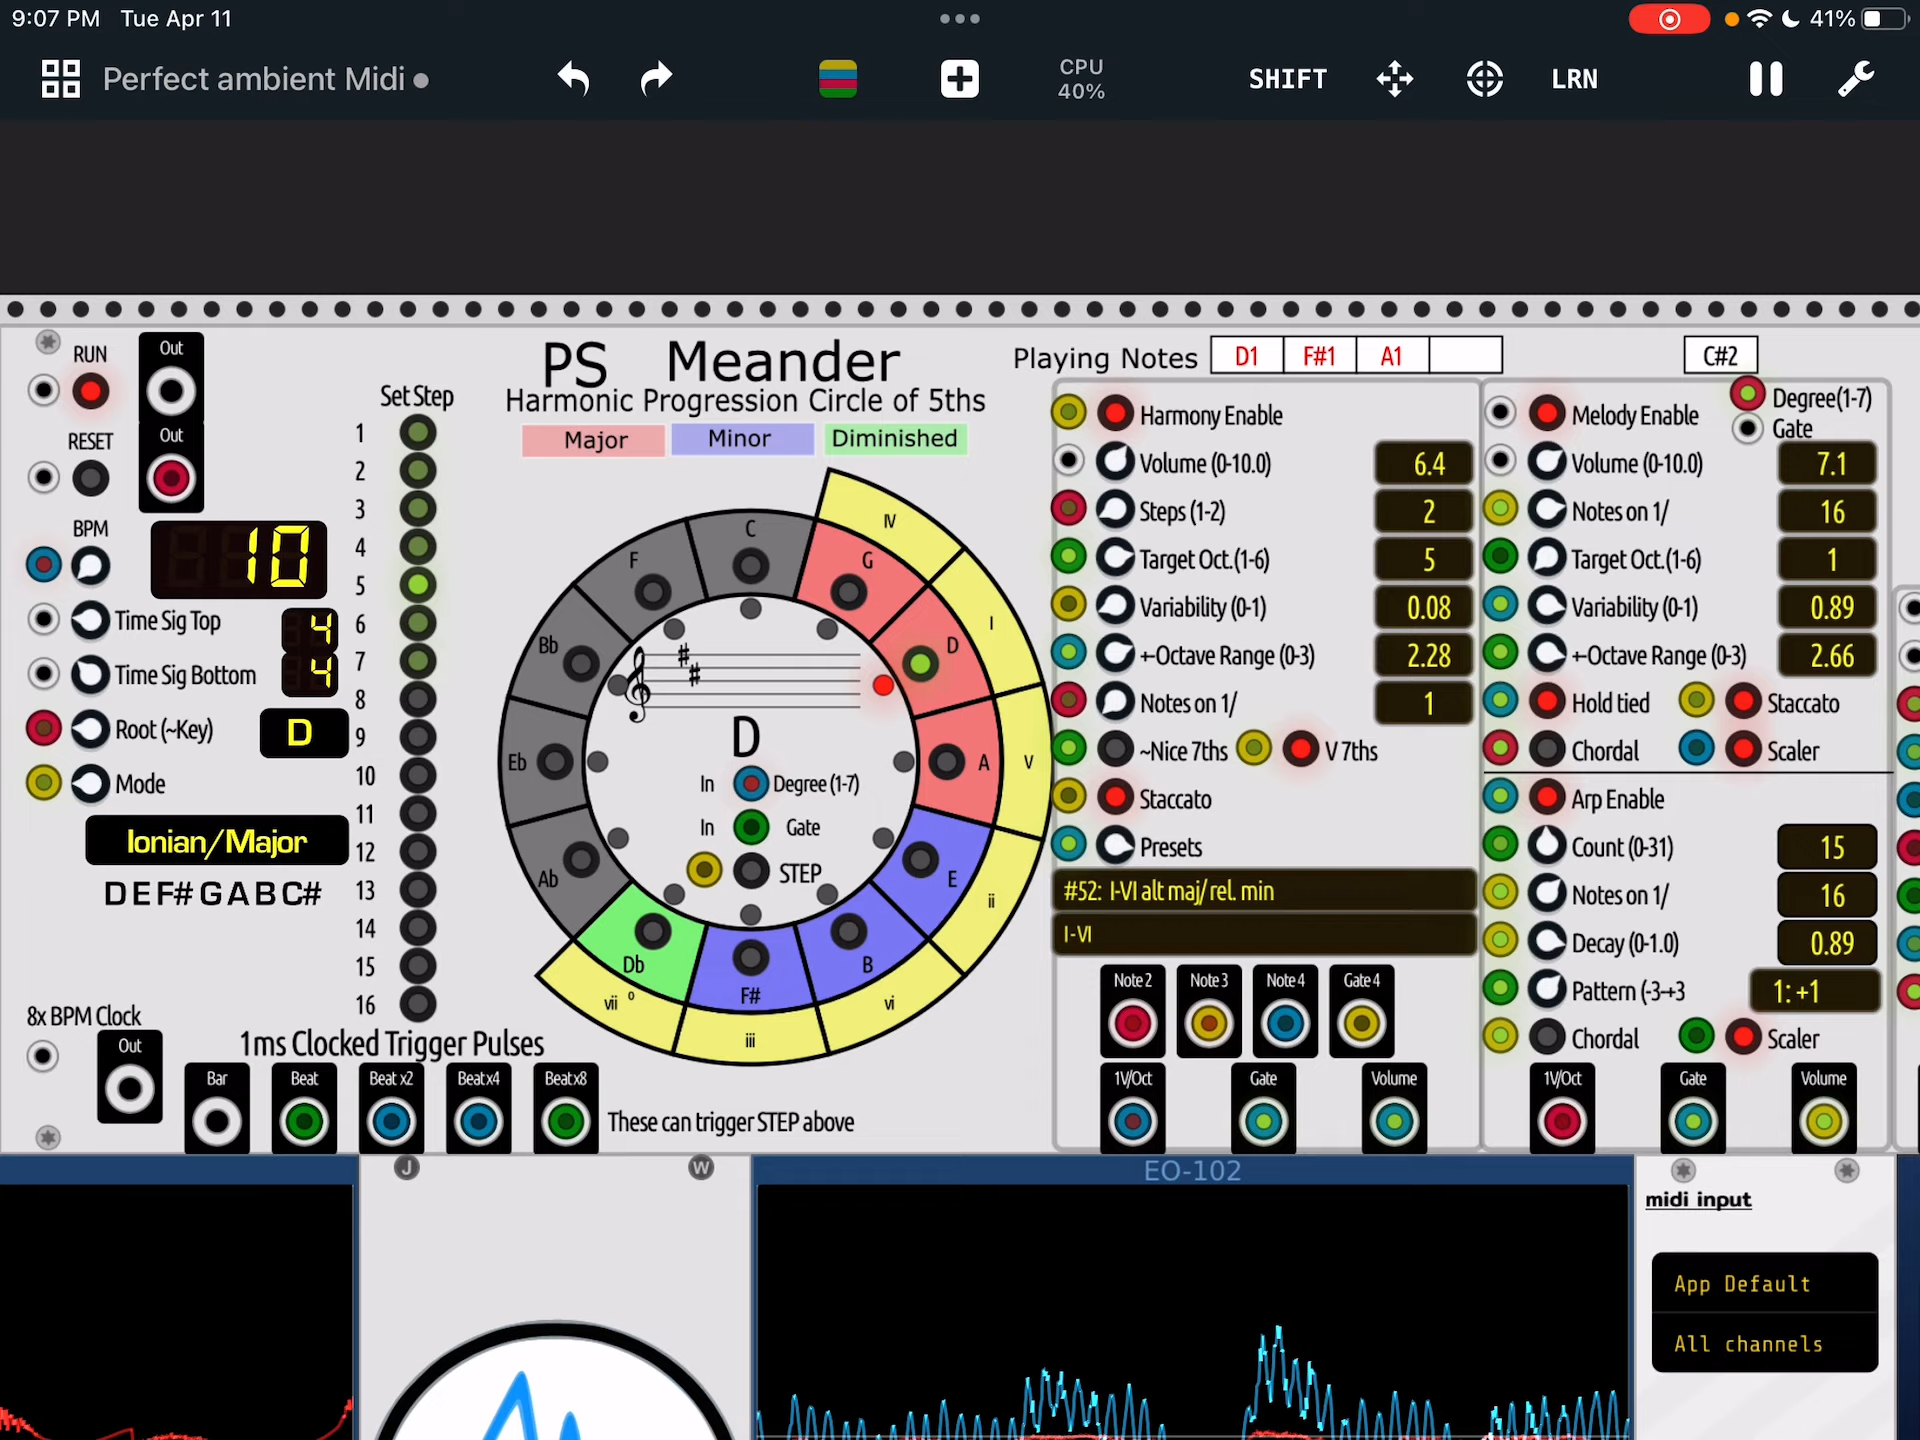 9:07 PM Tue Apr 11
41%
Perfect ambient Midi
CPU
40%
SHIFT
LRN
RUN
Out
RESET
Out
BPM
10
Time Sig Top
4
Time Sig Bottom
4
Root (~Key)
D
Mode
Ionian/Major
D E F# G A B C#
8x BPM Clock
Out
Set Step
1
2
3
4
5
6
7
8
9
10
11
12
13
14
15
16
1ms Clocked Trigger Pulses
Bar
Beat
Beat x2
Beat x4
Beat x8
These can trigger STEP above
PS Meander
Harmonic Progression Circle of 5ths
Major
Minor
Diminished
C
G
D
A
E
B
F#
Db
Ab
Eb
Bb
F
IV
I
V
ii
vi
iii
vii °
D
In
Degree (1-7)
In
Gate
STEP
Playing Notes
D1
F#1
A1
C#2
Harmony Enable
Volume (0-10.0)
6.4
Steps (1-2)
2
Target Oct.(1-6)
5
Variability (0-1)
0.08
+-Octave Range (0-3)
2.28
Notes on 1/
1
~Nice 7ths
V 7ths
Staccato
Presets
#52: I-VI alt maj/ rel. min
I-VI
Note 2
Note 3
Note 4
Gate 4
1V/Oct
Gate
Volume
Melody Enable
Degree(1-7)
Gate
Volume (0-10.0)
7.1
Notes on 1/
16
Target Oct.(1-6)
1
Variability (0-1)
0.89
+-Octave Range (0-3)
2.66
Hold tied
Staccato
Chordal
Scaler
Arp Enable
Count (0-31)
15
Notes on 1/
16
Decay (0-1.0)
0.89
Pattern (-3-+3
1: +1
Chordal
Scaler
1V/Oct
Gate
Volume
J
W
EO-102
midi input
App Default
All channels